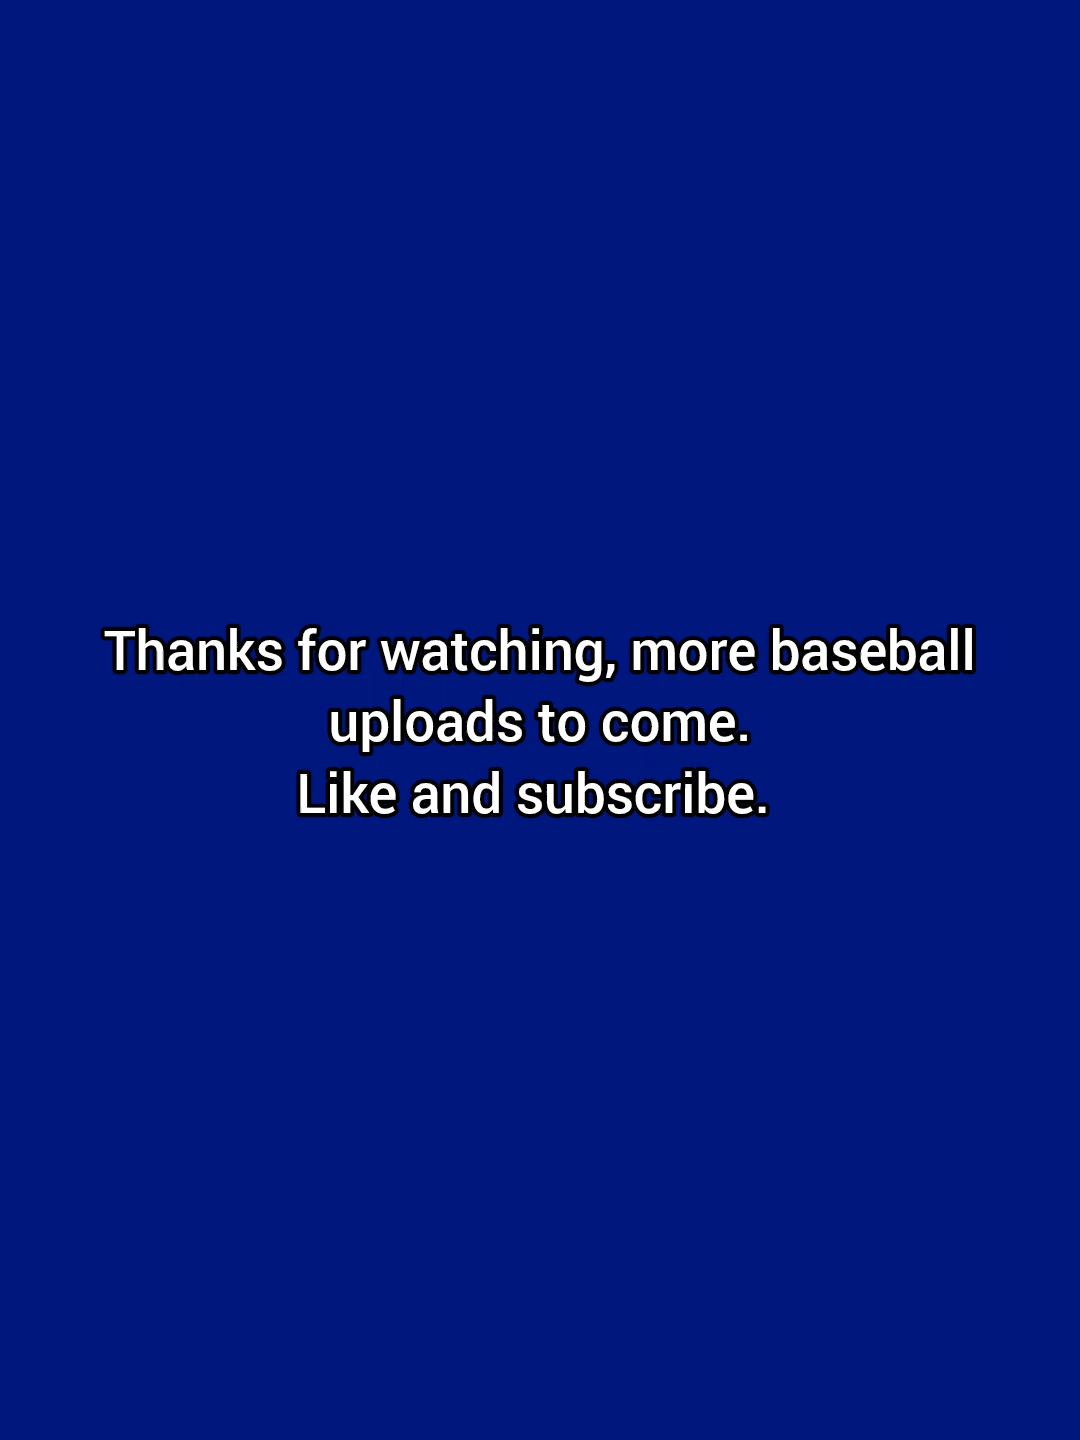 Thanks for watching, more baseball
uploads to come.
Like and subscribe.